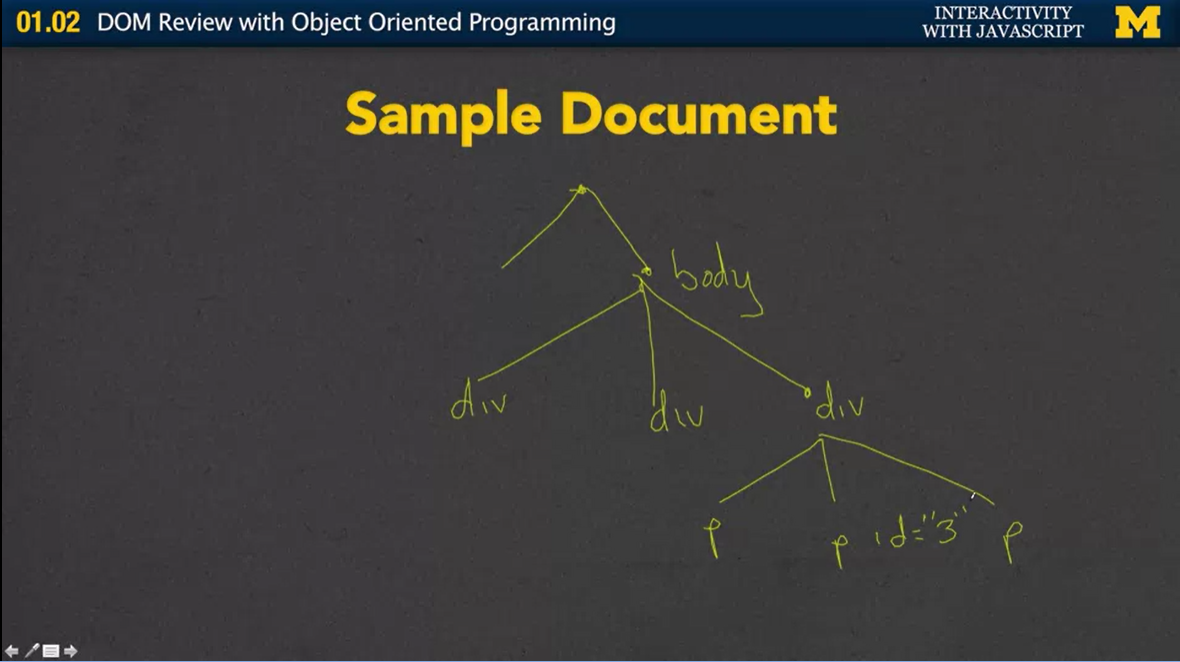 01.02 DOM Review with Object Oriented Programming
INTERACTIVITY
WITH JAVASCRIPT
M
Sample Document
body
div
div
div
p
p id="3"
p